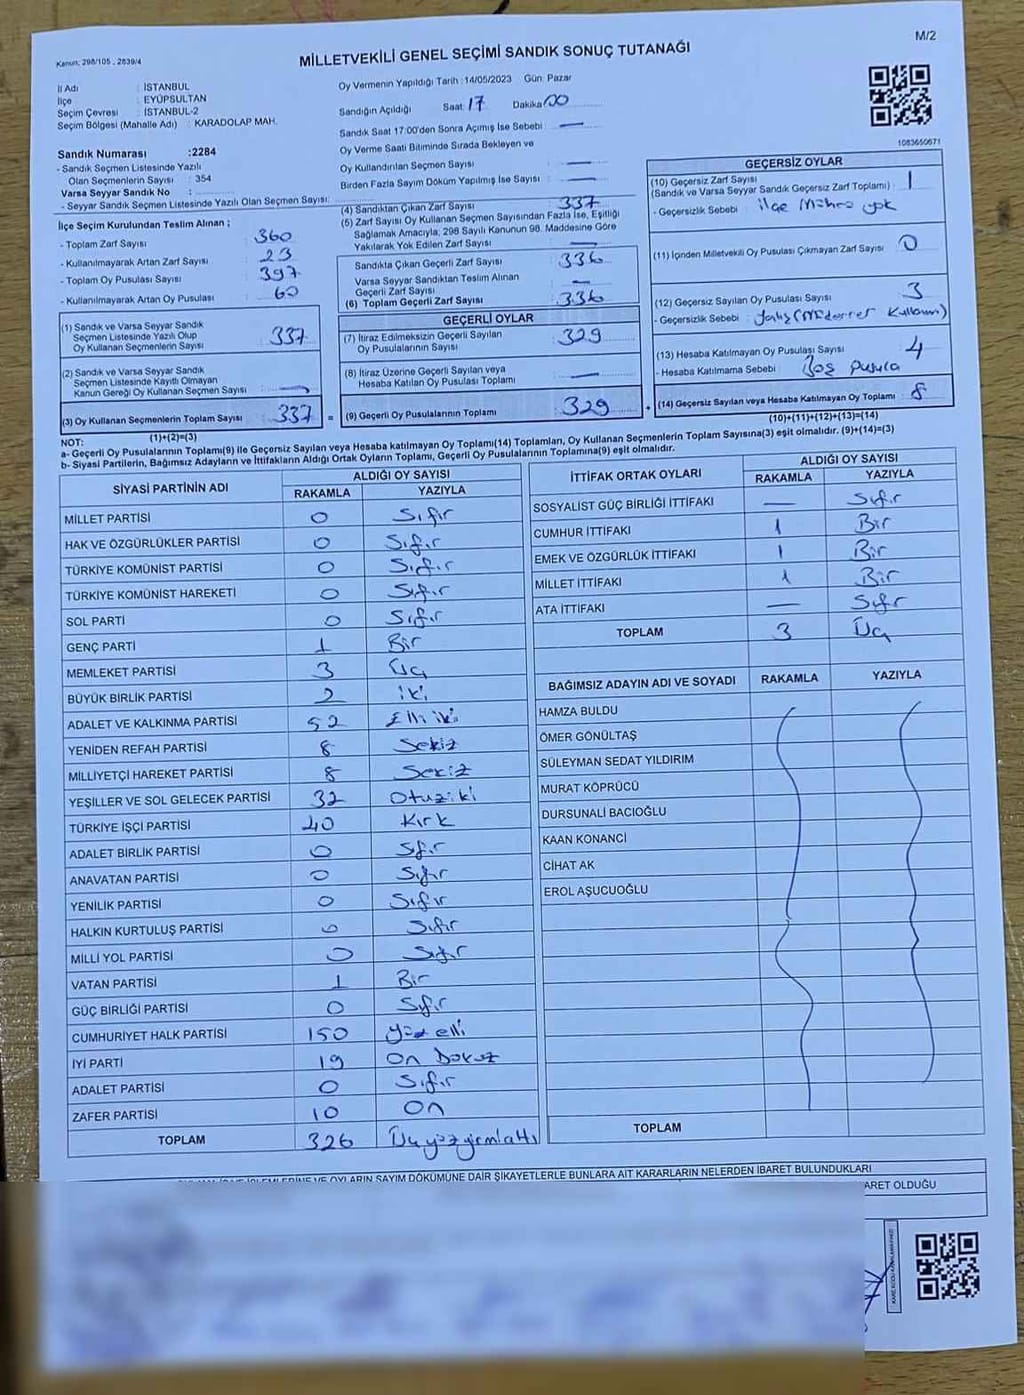 M/2
Kanun: 298/105 , 2839/4
MİLLETVEKİLİ GENEL SEÇİMİ SANDIK SONUÇ TUTANAĞI
İl Adı : İSTANBUL
İlçe : EYÜPSULTAN
Seçim Çevresi : İSTANBUL-2
Seçim Bölgesi (Mahalle Adı) : KARADOLAP MAH.
Sandık Numarası :2284
- Sandık Seçmen Listesinde Yazılı
Olan Seçmenlerin Sayısı : 354
Varsa Seyyar Sandık No :
- Seyyar Sandık Seçmen Listesinde Yazılı Olan Seçmen Sayısı:
Oy Vermenin Yapıldığı Tarih :14/05/2023 Gün: Pazar
Sandığın Açıldığı Saat 17 Dakika 00
Sandık Saat 17:00'den Sonra Açımış İse Sebebi : —
Oy Verme Saati Bitiminde Sırada Bekleyen ve
Oy Kullandırılan Seçmen Sayısı : —
Birden Fazla Sayım Döküm Yapılmış İse Sayısı : —
1083650671
İlçe Seçim Kurulundan Teslim Alınan ;
- Toplam Zarf Sayısı : 360
- Kullanılmayarak Artan Zarf Sayısı : 23
- Toplam Oy Pusulası Sayısı : 397
- Kullanılmayarak Artan Oy Pusulası : 60
(1) Sandık ve Varsa Seyyar Sandık
Seçmen Listesinde Yazılı Olup
Oy Kullanan Seçmenlerin Sayısı : 337
(2) Sandık ve Varsa Seyyar Sandık
Seçmen Listesinde Kayıtlı Olmayan
Kanun Gereği Oy Kullanan Seçmen Sayısı : —
(3) Oy Kullanan Seçmenlerin Toplam Sayısı : 337
(1)+(2)=(3)
(4) Sandıktan Çıkan Zarf Sayısı : 337
(5) Zarf Sayısı Oy Kullanan Seçmen Sayısından Fazla İse, Eşitliği
Sağlamak Amacıyla; 298 Sayılı Kanunun 98. Maddesine Göre
Yakılarak Yok Edilen Zarf Sayısı : —
Sandıkta Çıkan Geçerli Zarf Sayısı : 336
Varsa Seyyar Sandıktan Teslim Alınan
Geçerli Zarf Sayısı : —
(6) Toplam Geçerli Zarf Sayısı : 336
GEÇERLİ OYLAR
(7) İtiraz Edilmeksizin Geçerli Sayılan
Oy Pusulalarının Sayısı : 329
(8) İtiraz Üzerine Geçerli Sayılan veya
Hesaba Katılan Oy Pusulası Toplamı : —
= (9) Geçerli Oy Pusulalarının Toplamı : 329
GEÇERSİZ OYLAR
(10) Geçersiz Zarf Sayısı
(Sandık ve Varsa Seyyar Sandık Geçersiz Zarf Toplamı) : 1
- Geçersizlik Sebebi : ilçe Mührü yok
(11) İçinden Milletvekili Oy Pusulası Çıkmayan Zarf Sayısı : 0
(12) Geçersiz Sayılan Oy Pusulası Sayısı : 3
- Geçersizlik Sebebi :
(13) Hesaba Katılmayan Oy Pusulası Sayısı : 4
- Hesaba Katılmama Sebebi : Boş Pusula
+ (14) Geçersiz Sayılan veya Hesaba Katılmayan Oy Toplamı : 8
(10)+(11)+(12)+(13)=(14)
NOT:
a- Geçerli Oy Pusulalarının Toplamı(9) ile Geçersiz Sayılan veya Hesaba katılmayan Oy Toplamı(14) Toplamları, Oy Kullanan Seçmenlerin Toplam Sayısına(3) eşit olmalıdır. (9)+(14)=(3)
b- Siyasi Partilerin, Bağımsız Adayların ve İttifakların Aldığı Ortak Oyların Toplamı, Geçerli Oy Pusulalarının Toplamına(9) eşit olmalıdır.
SİYASİ PARTİNİN ADI ALDIĞI OY SAYISI
RAKAMLA YAZIYLA
MİLLET PARTİSİ 0 Sıfır
HAK VE ÖZGÜRLÜKLER PARTİSİ 0 Sıfır
TÜRKİYE KOMÜNİST PARTİSİ 0 Sıfır
TÜRKİYE KOMÜNİST HAREKETİ 0 Sıfır
SOL PARTİ 0 Sıfır
GENÇ PARTİ 1 Bir
MEMLEKET PARTİSİ 3 Üç
BÜYÜK BİRLİK PARTİSİ 2 iki
ADALET VE KALKINMA PARTİSİ 52 Elli iki
YENİDEN REFAH PARTİSİ 8 Sekiz
MİLLİYETÇİ HAREKET PARTİSİ 8 Sekiz
YEŞİLLER VE SOL GELECEK PARTİSİ 32 Otuziki
TÜRKİYE İŞÇİ PARTİSİ 40 Kırk
ADALET BİRLİK PARTİSİ 0 Sıfır
ANAVATAN PARTİSİ 0 Sıfır
YENİLİK PARTİSİ 0 Sıfır
HALKIN KURTULUŞ PARTİSİ 0 Sıfır
MİLLİ YOL PARTİSİ 0 Sıfır
VATAN PARTİSİ 1 Bir
GÜÇ BİRLİĞİ PARTİSİ 0 Sıfır
CUMHURİYET HALK PARTİSİ 150 Yüz elli
İYİ PARTİ 19 On Dokuz
ADALET PARTİSİ 0 Sıfır
ZAFER PARTİSİ 10 On
TOPLAM 326 Üçyüzyirmialtı
İTTİFAK ORTAK OYLARI ALDIĞI OY SAYISI
RAKAMLA YAZIYLA
SOSYALİST GÜÇ BİRLİĞİ İTTİFAKI — Sıfır
CUMHUR İTTİFAKI 1 Bir
EMEK VE ÖZGÜRLÜK İTTİFAKI 1 Bir
MİLLET İTTİFAKI 1 Bir
ATA İTTİFAKI — Sıfır
TOPLAM 3 Üç
BAĞIMSIZ ADAYIN ADI VE SOYADI RAKAMLA YAZIYLA
HAMZA BULDU
ÖMER GÖNÜLTAŞ
SÜLEYMAN SEDAT YILDIRIM
MURAT KÖPRÜCÜ
DURSUNALİ BACIOĞLU
KAAN KONANCİ
CİHAT AK
EROL AŞUCUOĞLU
TOPLAM
OYLARIN SAYIM DÖKÜMÜNE DAİR ŞİKAYETLERLE BUNLARA AİT KARARLARIN NELERDEN İBARET BULUNDUKLARI
ARET OLDUĞU